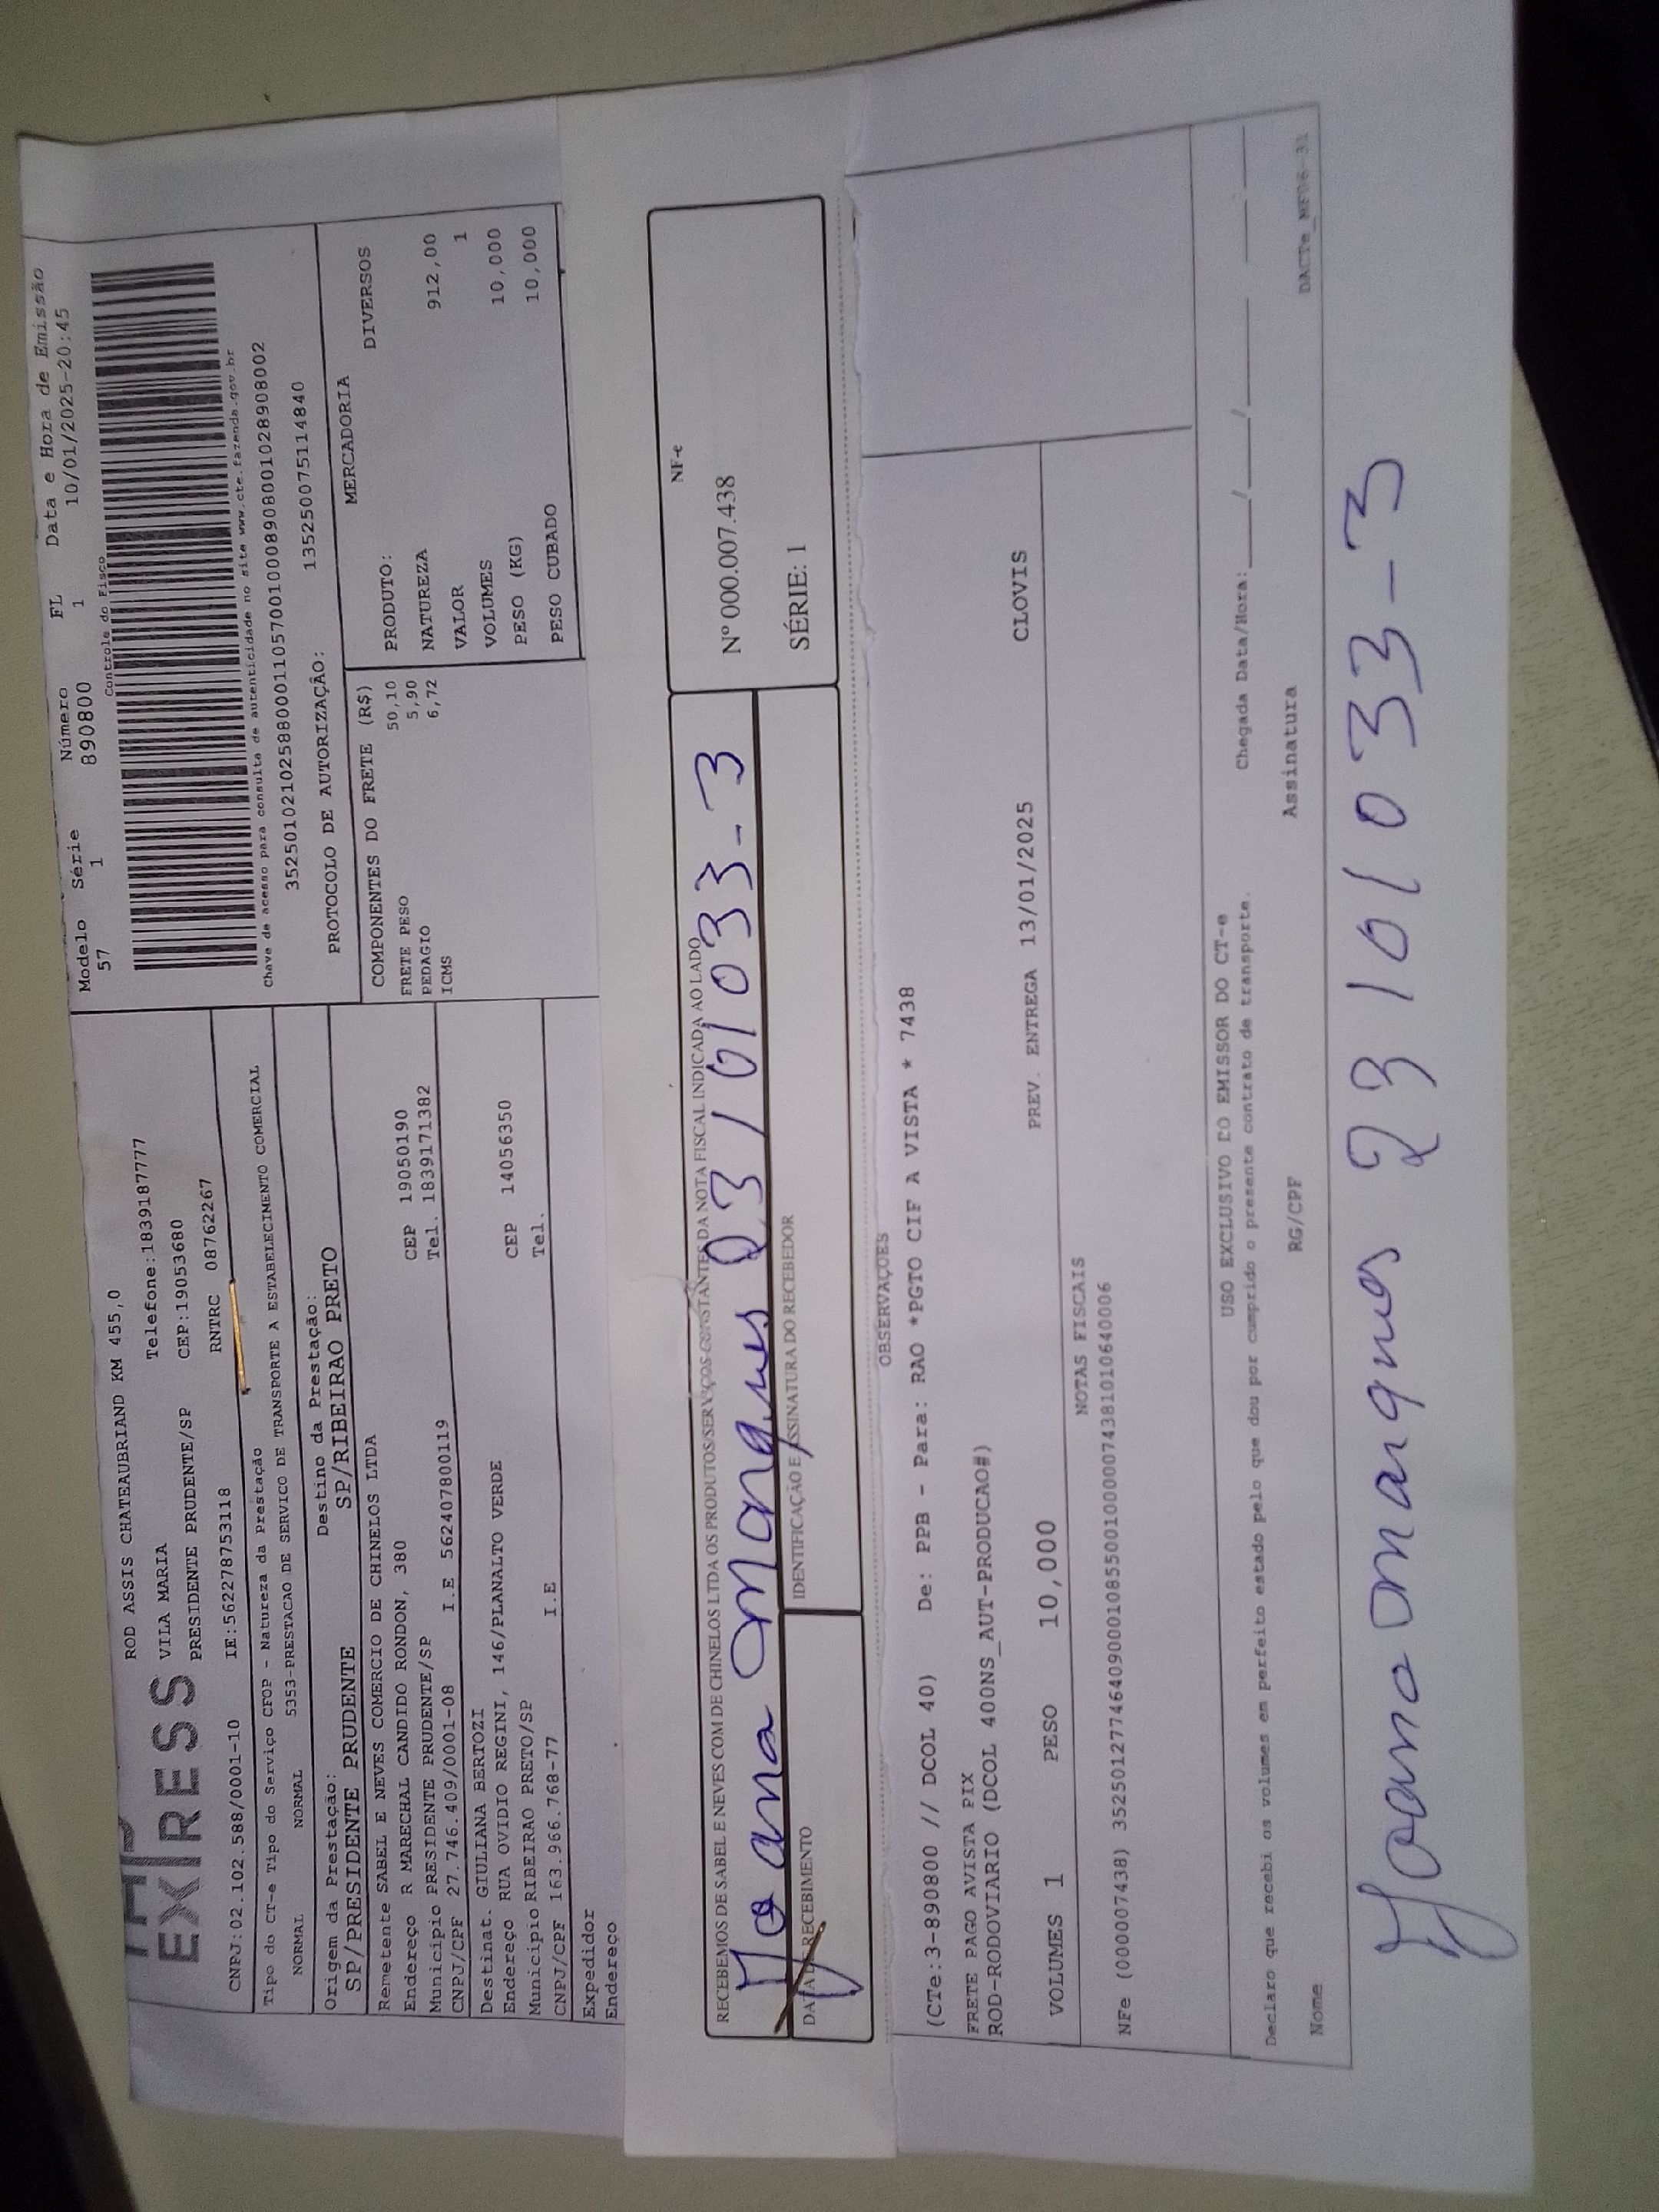 EXPRESS
ROD ASSIS CHATEAUBRIAND KM 455,0
VILA MARIA Telefone:1839187777
PRESIDENTE PRUDENTE/SP CEP:19053680
CNPJ:02.102.588/0001-10 IE:562278753118 RNTRC 08762267
Modelo Série Número FL Data e Hora de Emissão
57 1 890800 1 10/01/2025-20:45
Controle do Fisco
Chave de acesso para consulta de autenticidade no site www.cte.fazenda.gov.br
35250102102588000110570010008908001028908002
PROTOCOLO DE AUTORIZAÇÃO: 135250075114840
Tipo do CT-e Tipo do Serviço CFOP - Natureza da Prestação
NORMAL NORMAL 5353-PRESTACAO DE SERVICO DE TRANSPORTE A ESTABELECIMENTO COMERCIAL
Origem da Prestação: Destino da Prestação:
SP/PRESIDENTE PRUDENTE SP/RIBEIRAO PRETO
Remetente SABEL E NEVES COMERCIO DE CHINELOS LTDA
Endereço R MARECHAL CANDIDO RONDON, 380 CEP 19050190
Municipio PRESIDENTE PRUDENTE/SP Tel. 1839171382
CNPJ/CPF 27.746.409/0001-08 I.E 562407800119
Destinat. GIULIANA BERTOZI
Endereço RUA OVIDIO REGINI, 146/PLANALTO VERDE CEP 14056350
Municipio RIBEIRAO PRETO/SP Tel.
CNPJ/CPF 163.966.768-77 I.E
Expedidor
Endereço
COMPONENTES DO FRETE (R$)
FRETE PESO 50,10
PEDAGIO 5,90
ICMS 6,72
MERCADORIA
PRODUTO: DIVERSOS
NATUREZA
VALOR 912,00
VOLUMES 1
PESO (KG) 10,000
PESO CUBADO 10,000
RECEBEMOS DE SABEL E NEVES COM DE CHINELOS LTDA OS PRODUTOS/SERVIÇOS CONSTANTES DA NOTA FISCAL INDICADA AO LADO
Joana Marques 23101033-3
DATA DE RECEBIMENTO IDENTIFICAÇÃO E ASSINATURA DO RECEBEDOR
NF-e
Nº 000.007.438
SÉRIE: 1
OBSERVAÇÕES
(CTe:3-890800 // DCOL 40) De: PPB - Para: RAO *PGTO CIF A VISTA * 7438
FRETE PAGO AVISTA PIX
ROD-RODOVIARIO (DCOL 400NS_AUT-PRODUCAO#)
VOLUMES 1 PESO 10,000 PREV. ENTREGA 13/01/2025 CLOVIS
NOTAS FISCAIS
NFe (000007438) 35250127746409000108550010000074381010640006
USO EXCLUSIVO DO EMISSOR DO CT-e
Declaro que recebi os volumes em perfeito estado pelo que dou por cumprido o presente contrato de transporte.
Chegada Data/Hora: ___/___/___
Nome RG/CPF Assinatura
DACTe_NF06-31
Joana Marques 23101033-3